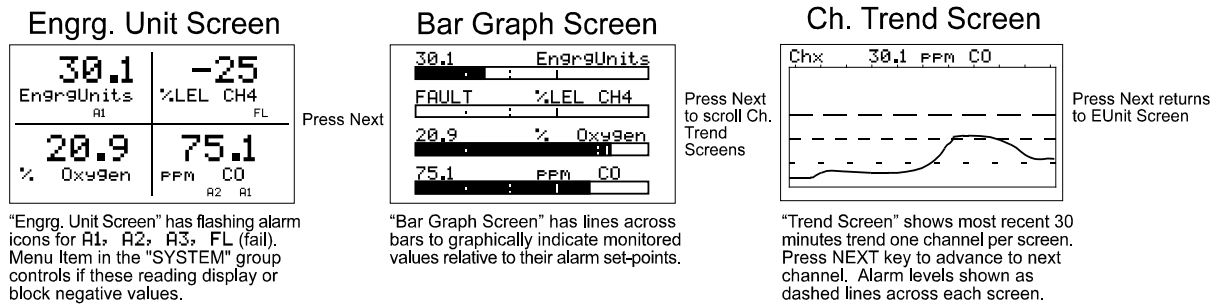 Engrg. Unit Screen
30.1
EngrgUnits
A1
-25
%LEL CH4
FL
20.9
% Oxygen
75.1
ppm CO
A2 A1
"Engrg. Unit Screen" has flashing alarm
icons for A1, A2, A3, FL (fail).
Menu Item in the "SYSTEM" group
controls if these reading display or
block negative values.
Press Next
Bar Graph Screen
30.1 EngrgUnits
FAULT %LEL CH4
20.9 % Oxygen
75.1 ppm CO
"Bar Graph Screen" has lines across
bars to graphically indicate monitored
values relative to their alarm set-points.
Press Next
to scroll Ch.
Trend
Screens
Ch. Trend Screen
Chx 30.1 ppm CO
"Trend Screen" shows most recent 30
minutes trend one channel per screen.
Press NEXT key to advance to next
channel. Alarm levels shown as
dashed lines across each screen.
Press Next returns
to EUnit Screen